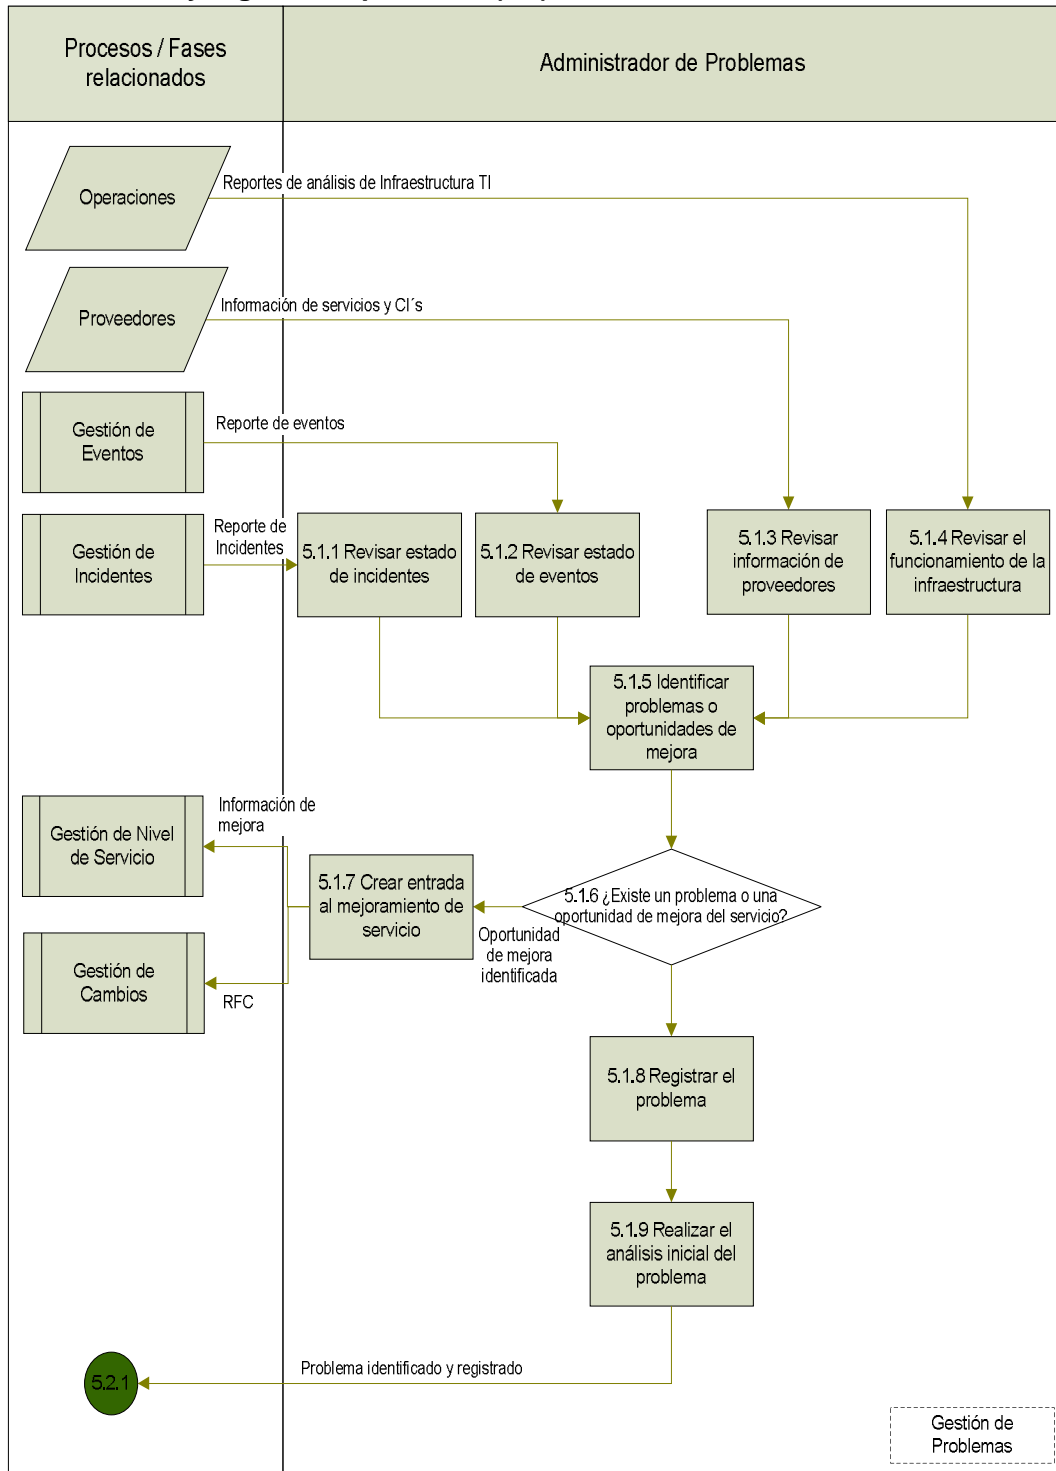 Procesos / Fases
relacionados
Administrador de Problemas
Operaciones
Reportes de análisis de Infraestructura TI
Proveedores
Información de servicios y CI´s
Gestión de
Eventos
Reporte de eventos
Gestión de
Incidentes
Reporte de
Incidentes
5.1.1 Revisar estado
de incidentes
5.1.2 Revisar estado
de eventos
5.1.3 Revisar
información de
proveedores
5.1.4 Revisar el
funcionamiento de la
infraestructura
5.1.5 Identificar
problemas o
oportunidades de
mejora
Gestión de Nivel
de Servicio
Información de
mejora
5.1.7 Crear entrada
al mejoramiento de
servicio
5.1.6 ¿Existe un problema o una
oportunidad de mejora del servicio?
Oportunidad
de mejora
identificada
Gestión de
Cambios
RFC
5.1.8 Registrar el
problema
5.1.9 Realizar el
análisis inicial del
problema
Problema identificado y registrado
5.2.1
Gestión de
Problemas